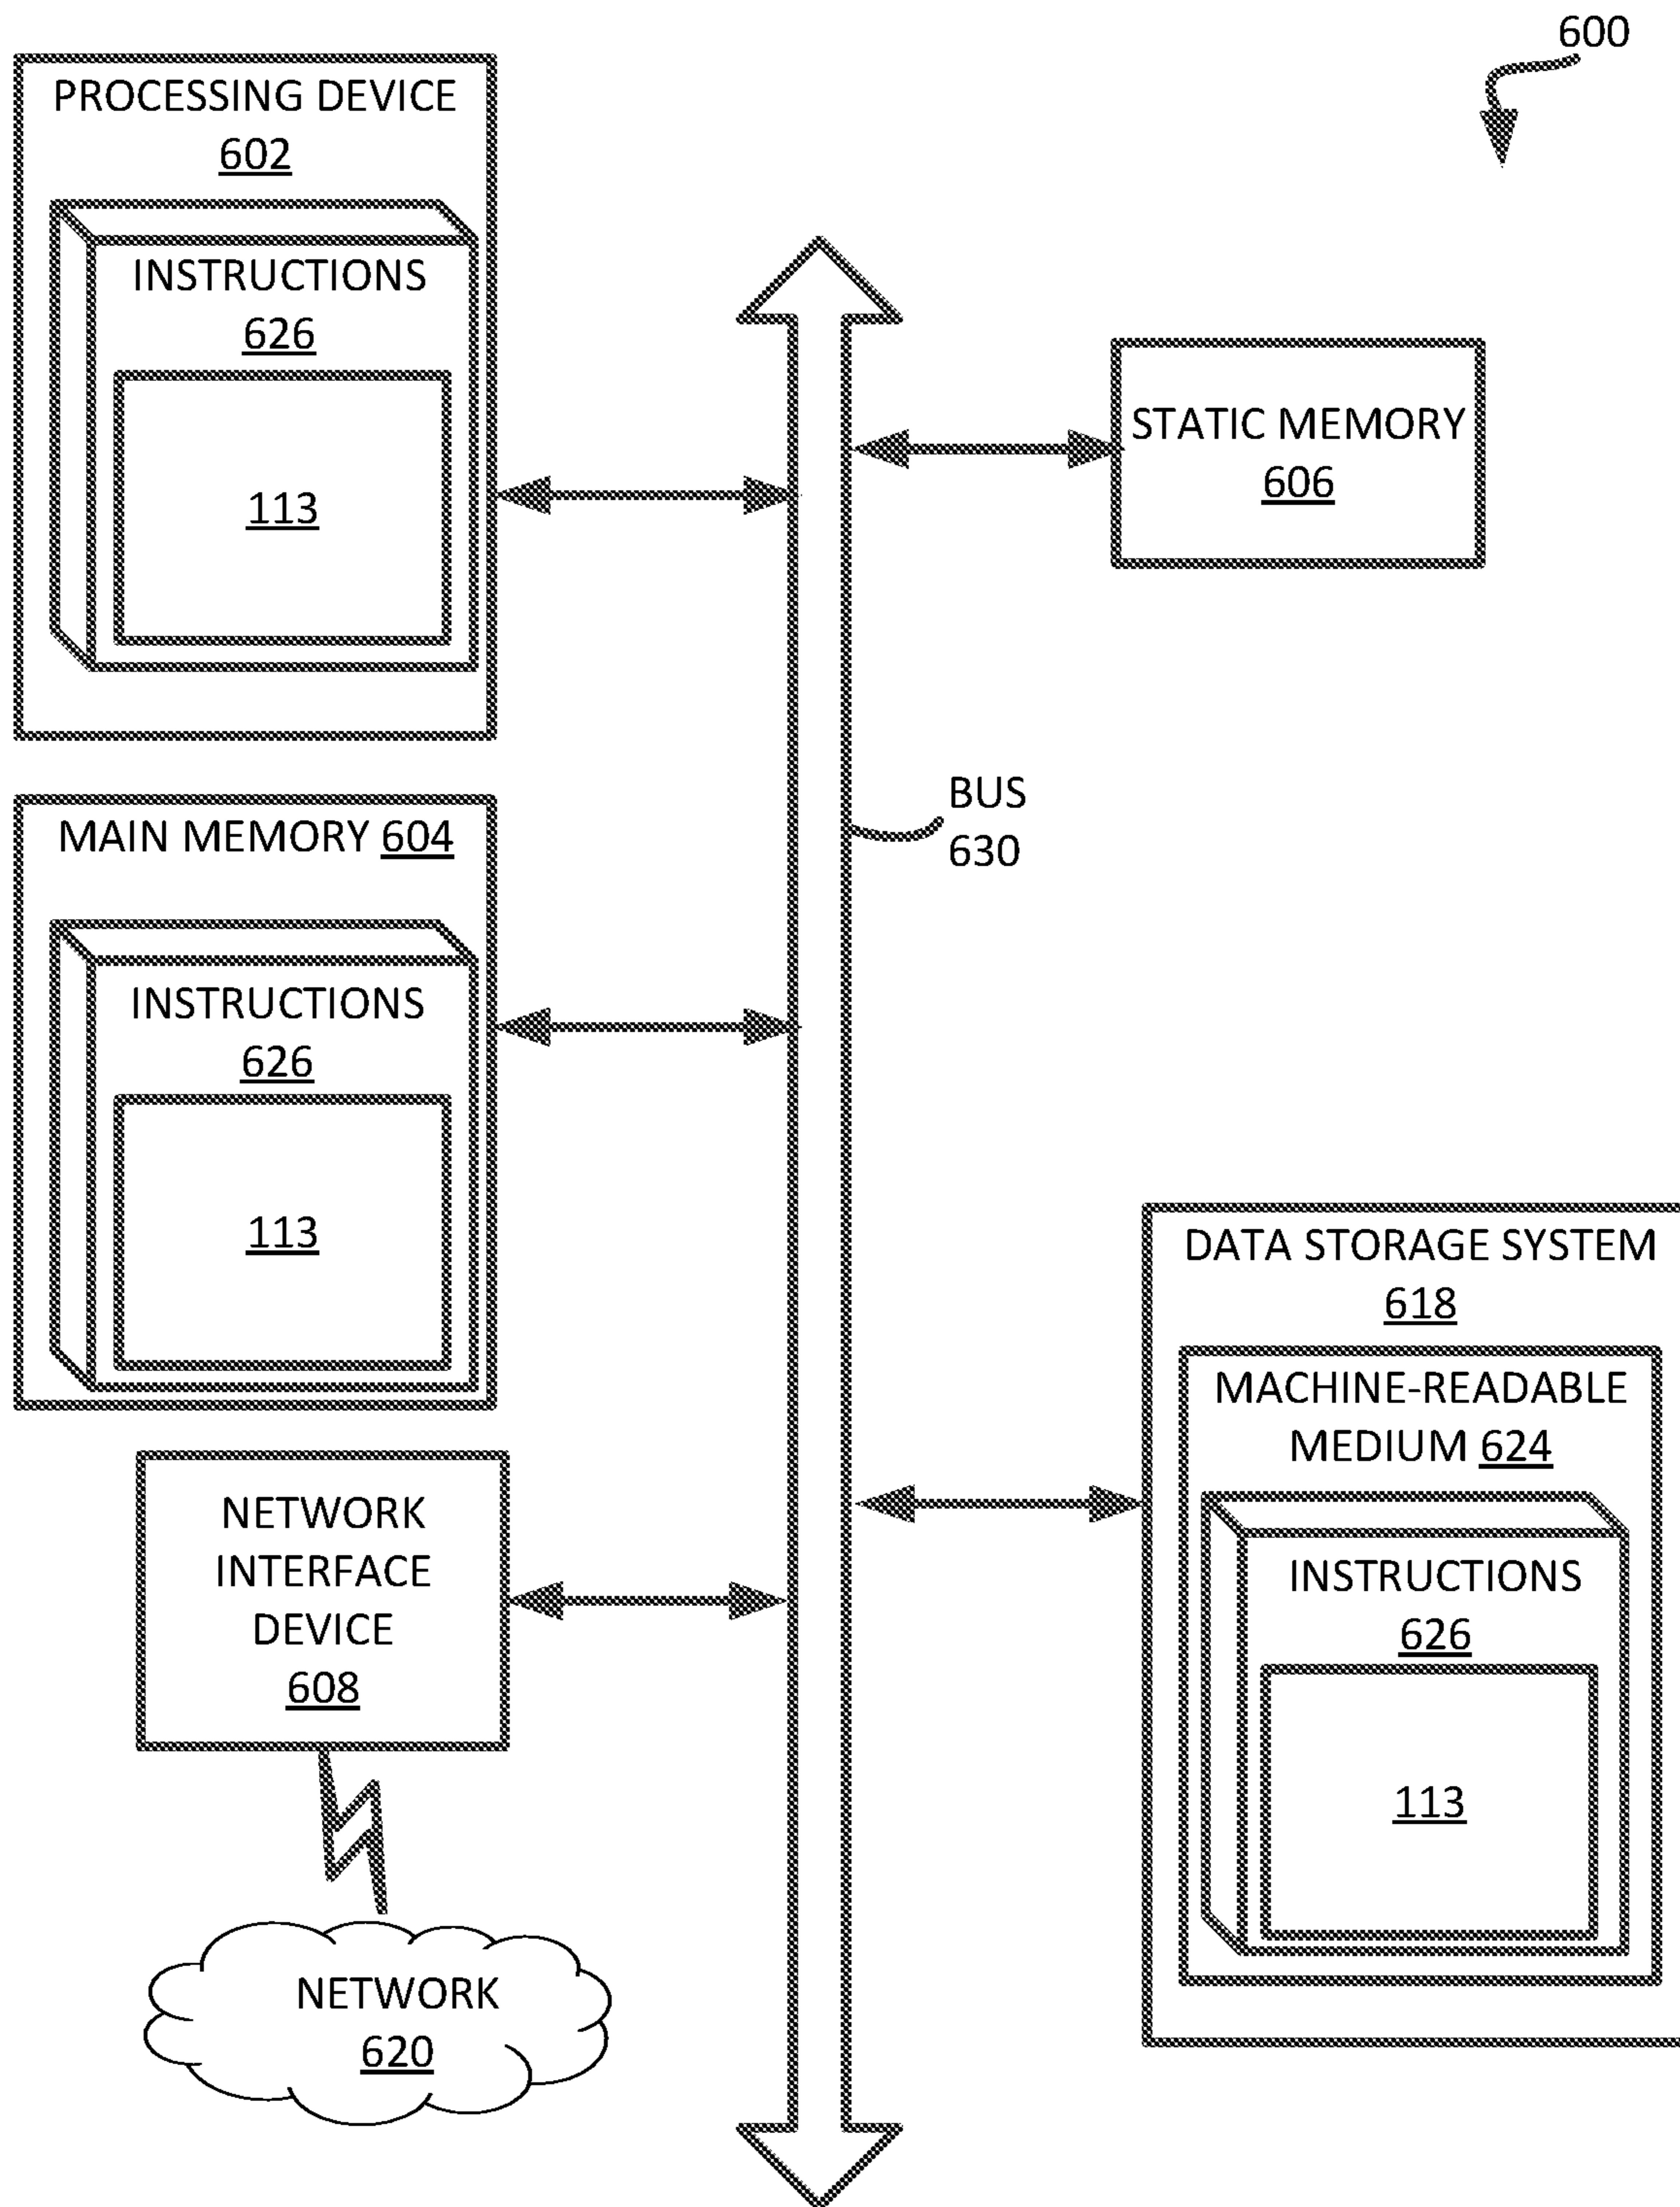 600
PROCESSING DEVICE
602
INSTRUCTIONS
626
113
STATIC MEMORY
606
BUS
630
MAIN MEMORY 604
INSTRUCTIONS
626
113
DATA STORAGE SYSTEM
618
MACHINE-READABLE
MEDIUM 624
INSTRUCTIONS
626
113
NETWORK
INTERFACE
DEVICE
608
NETWORK
620